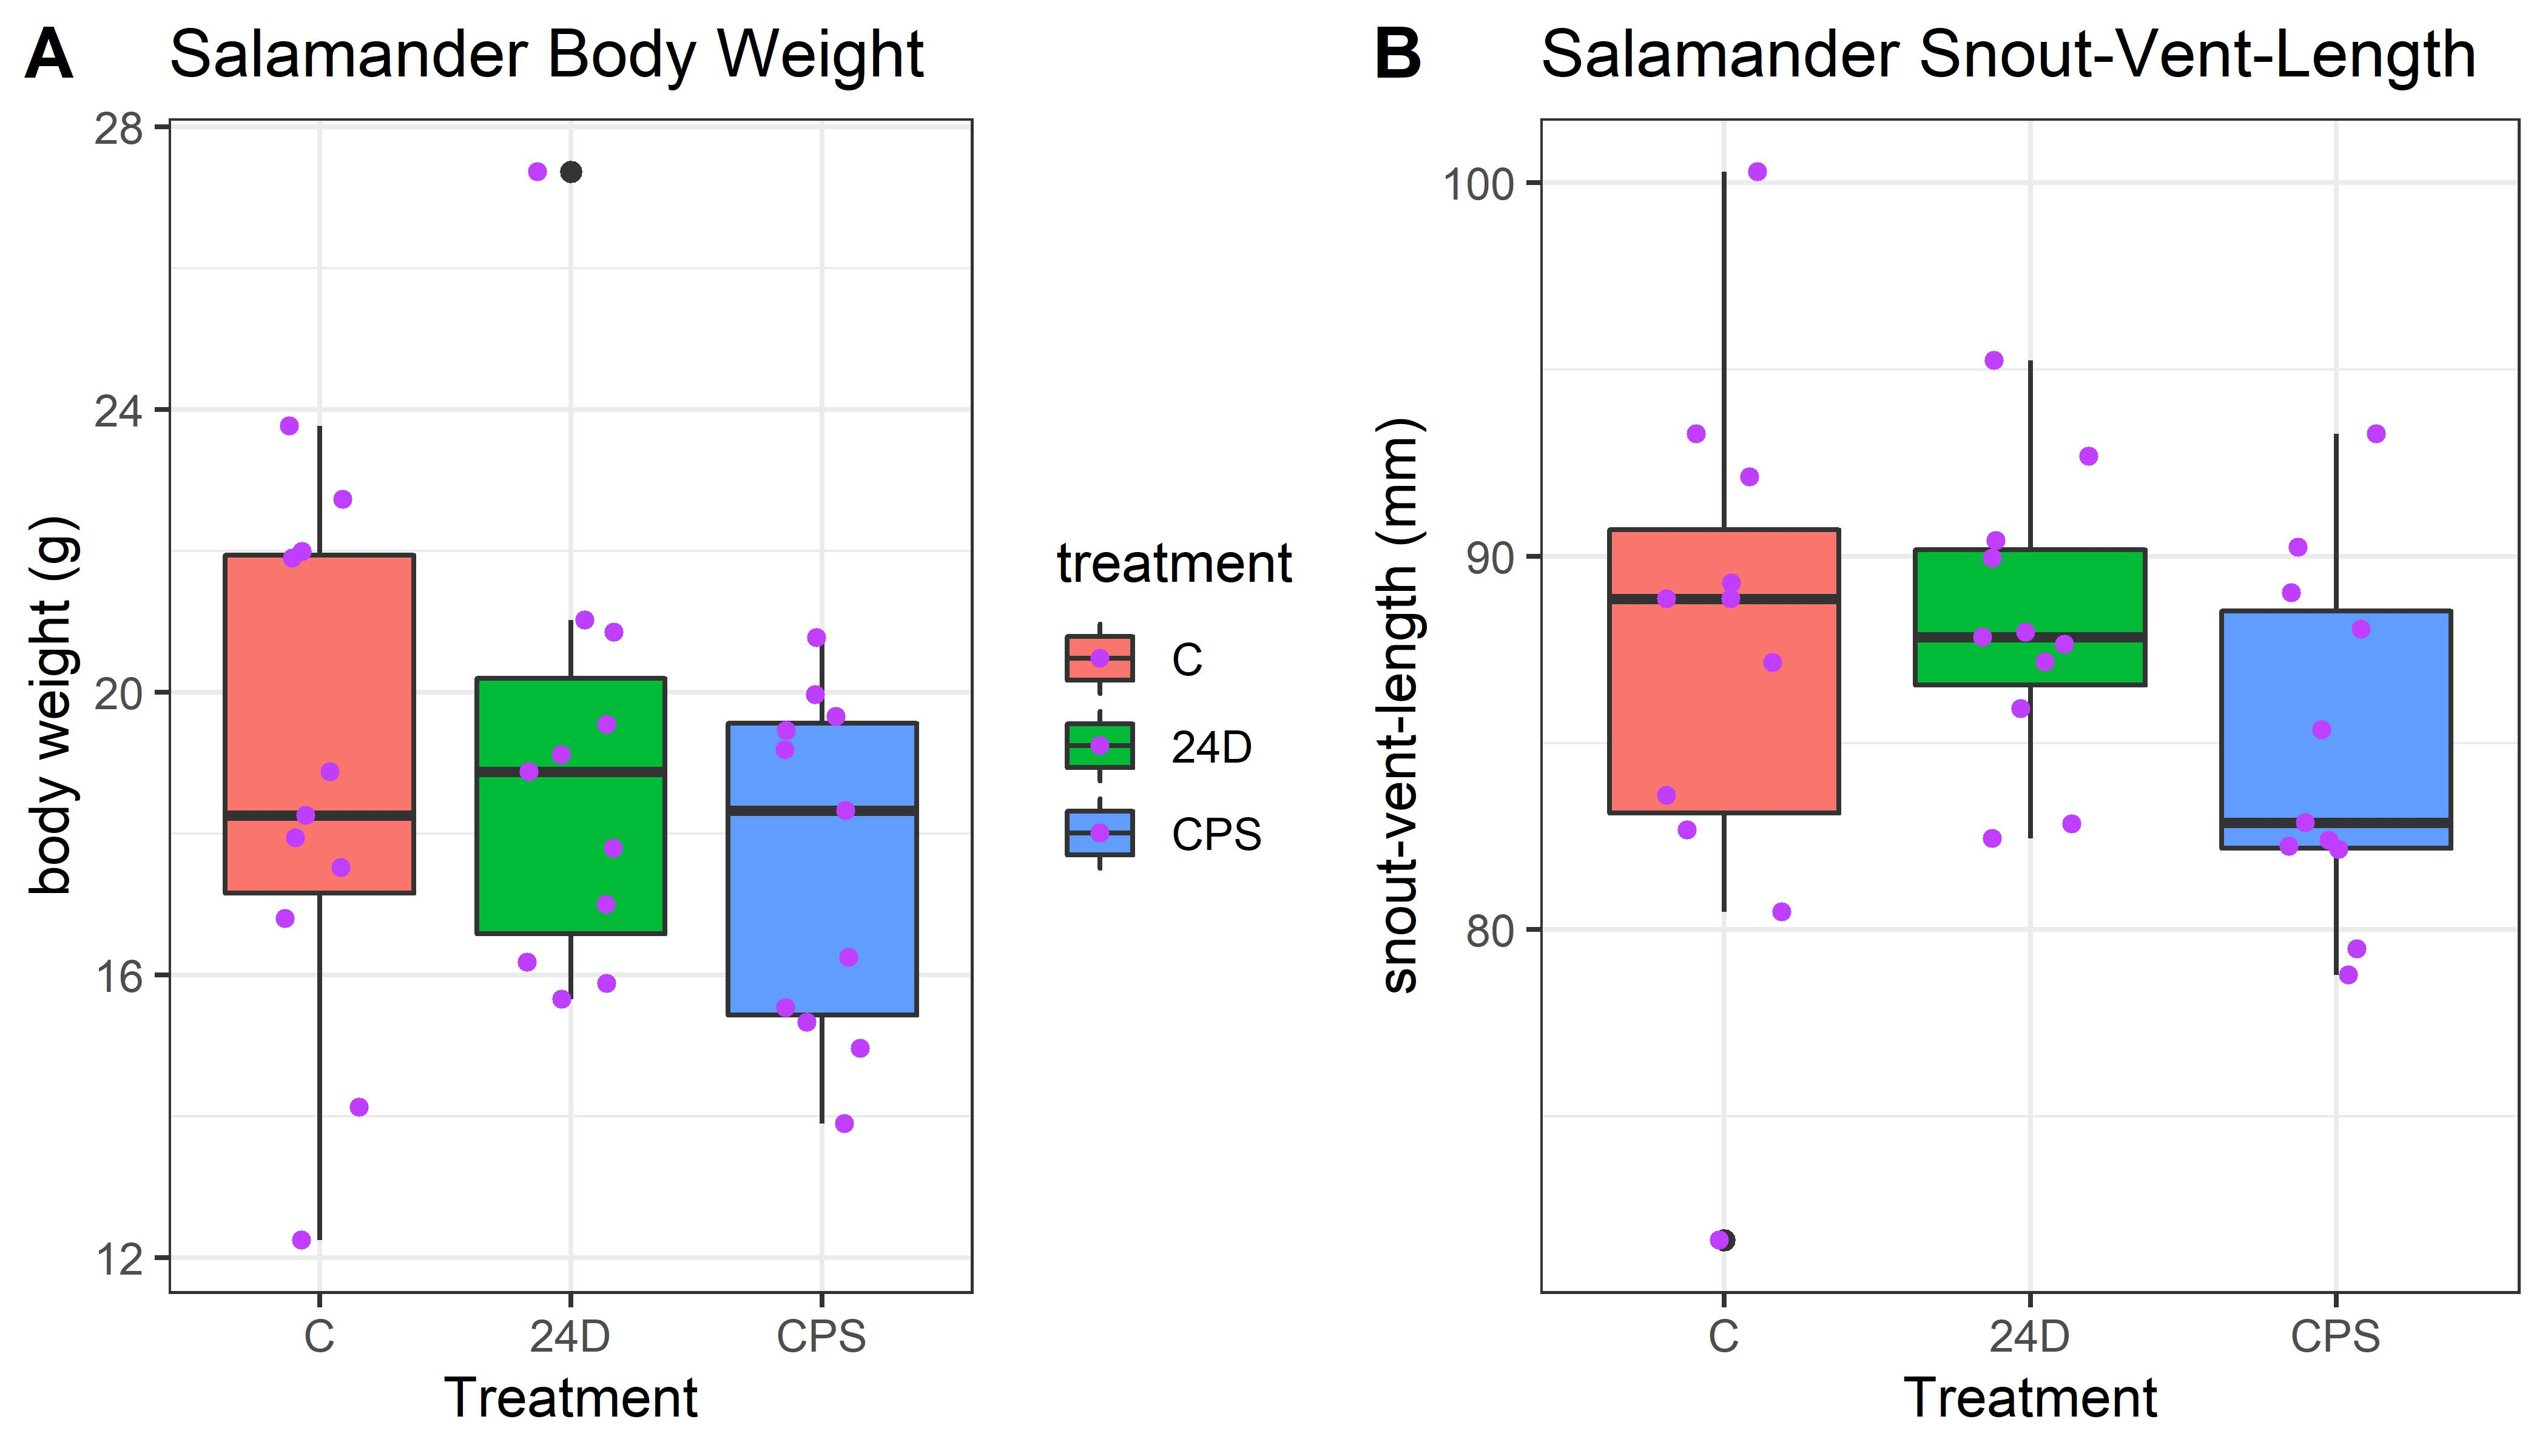 A Salamander Body Weight
body weight (g)
28
24
20
16
12
C 24D CPS
Treatment
treatment
C
24D
CPS
B Salamander Snout-Vent-Length
snout-vent-length (mm)
100
90
80
C 24D CPS
Treatment